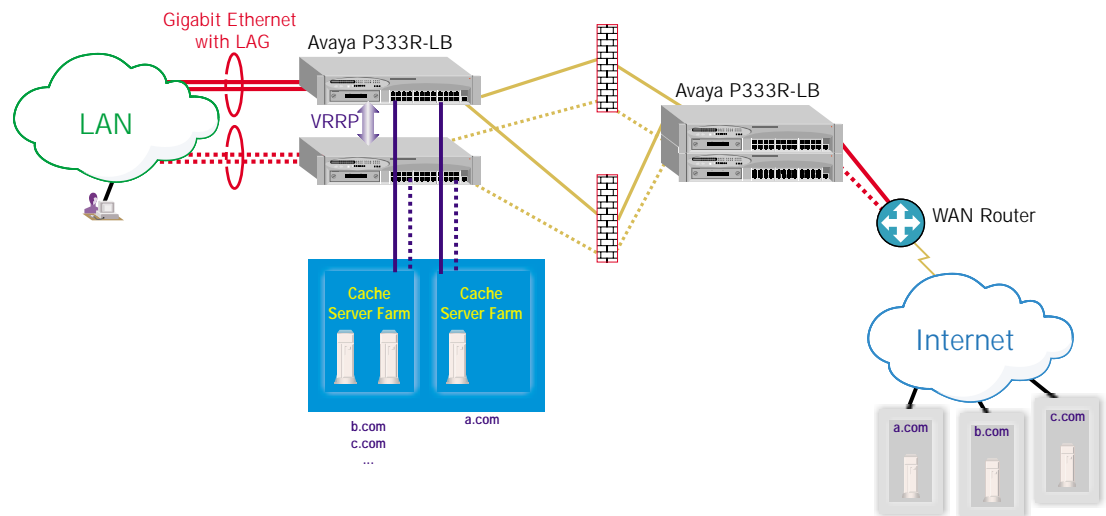 Gigabit Ethernet
with LAG
Avaya P333R-LB
Avaya P333R-LB
LAN
VRRP
WAN Router
Cache
Server Farm
Cache
Server Farm
Internet
b.com
c.com
...
a.com
a.com
b.com
c.com